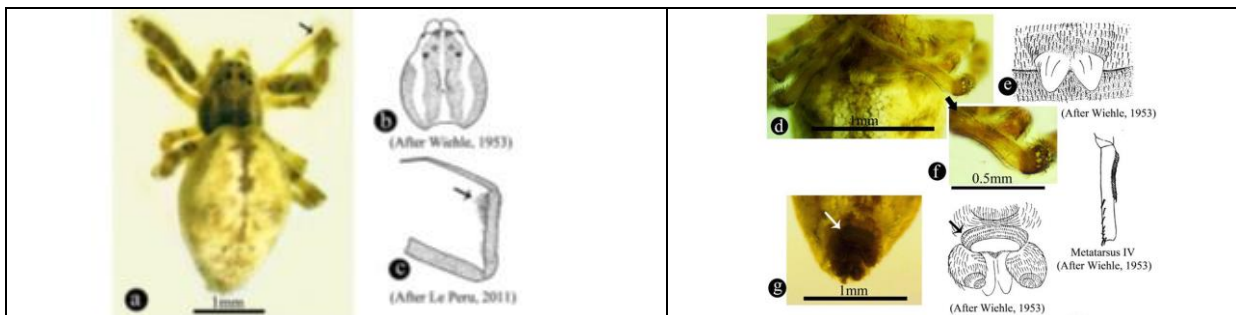 a
1mm
b
(After Wiehle, 1953)
c
(After Le Peru, 2011)
d
1mm
e
(After Wiehle, 1953)
f
0.5mm
Metatarsus IV
(After Wiehle, 1953)
g
1mm
(After Wiehle, 1953)